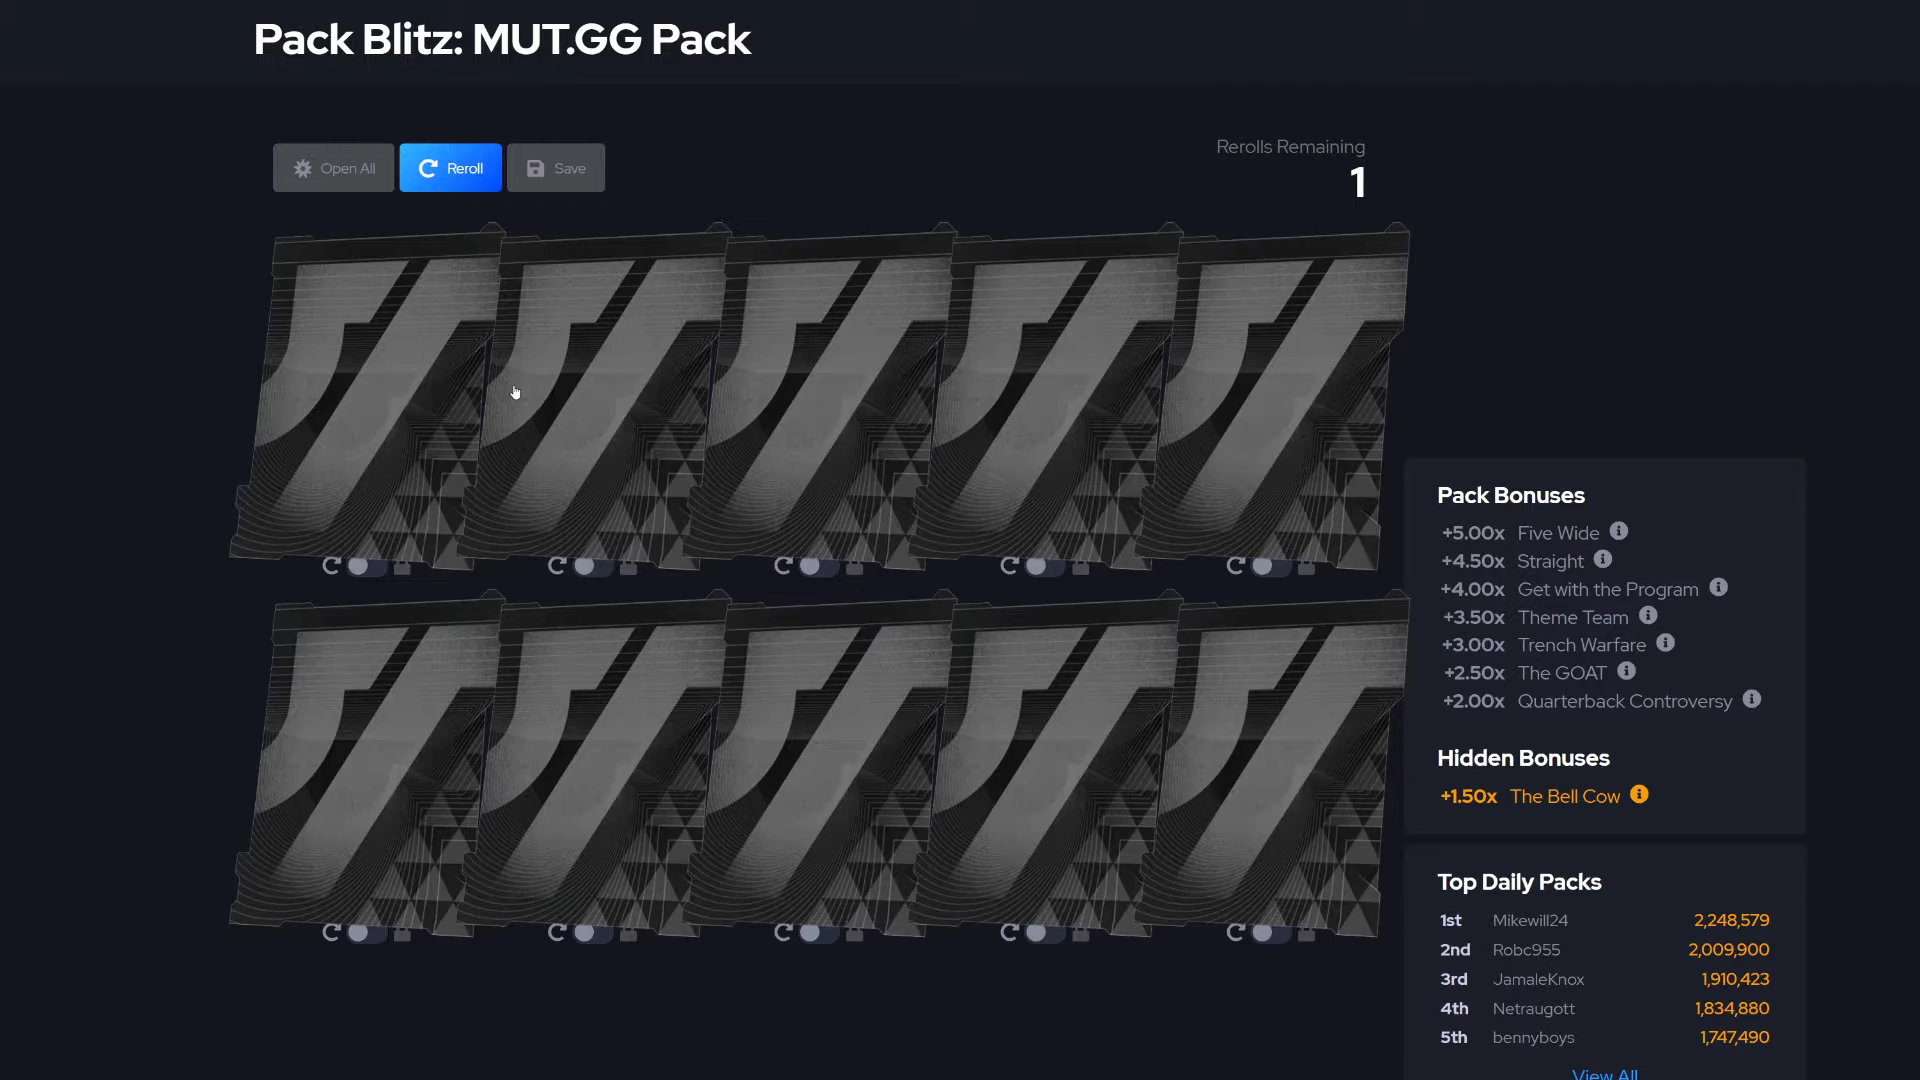 Pack Blitz: MUT.GG Pack
Open All
Reroll
Save
Rerolls Remaining
1
Pack Bonuses
+5.00x Five Wide
+4.50x Straight
+4.00x Get with the Program
+3.50x Theme Team
+3.00x Trench Warfare
+2.50x The GOAT
+2.00x Quarterback Controversy
Hidden Bonuses
+1.50x The Bell Cow
Top Daily Packs
1st Mikewill24 2,248,579
2nd Robc955 2,009,900
3rd JamaleKnox 1,910,423
4th Netraugott 1,834,880
5th bennyboys 1,747,490
View All